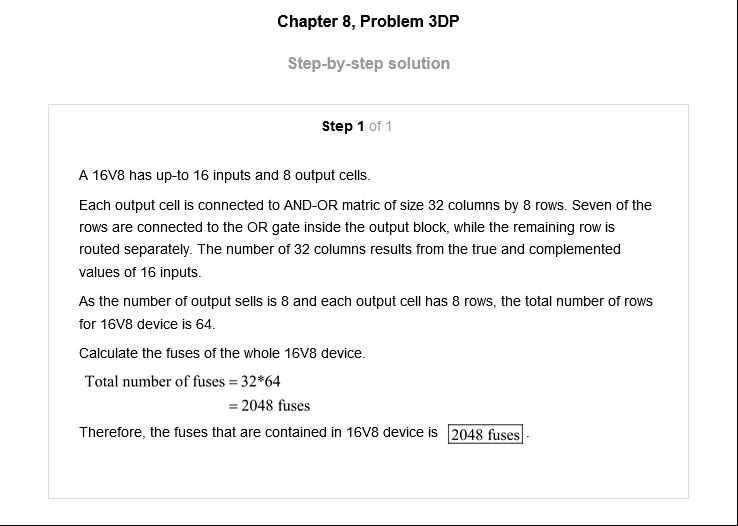 Chapter 8, Problem 3DP
Step-by-step solution
Step 1 of 1
A 16V8 has up-to 16 inputs and 8 output cells.
Each output cell is connected to AND-OR matric of size 32 columns by 8 rows. Seven of the
rows are connected to the OR gate inside the output block, while the remaining row is
routed separately. The number of 32 columns results from the true and complemented
values of 16 inputs.
As the number of output sells is 8 and each output cell has 8 rows, the total number of rows
for 16V8 device is 64.
Calculate the fuses of the whole 16V8 device.
Total number of fuses = 32*64
= 2048 fuses
Therefore, the fuses that are contained in 16V8 device is 2048 fuses.